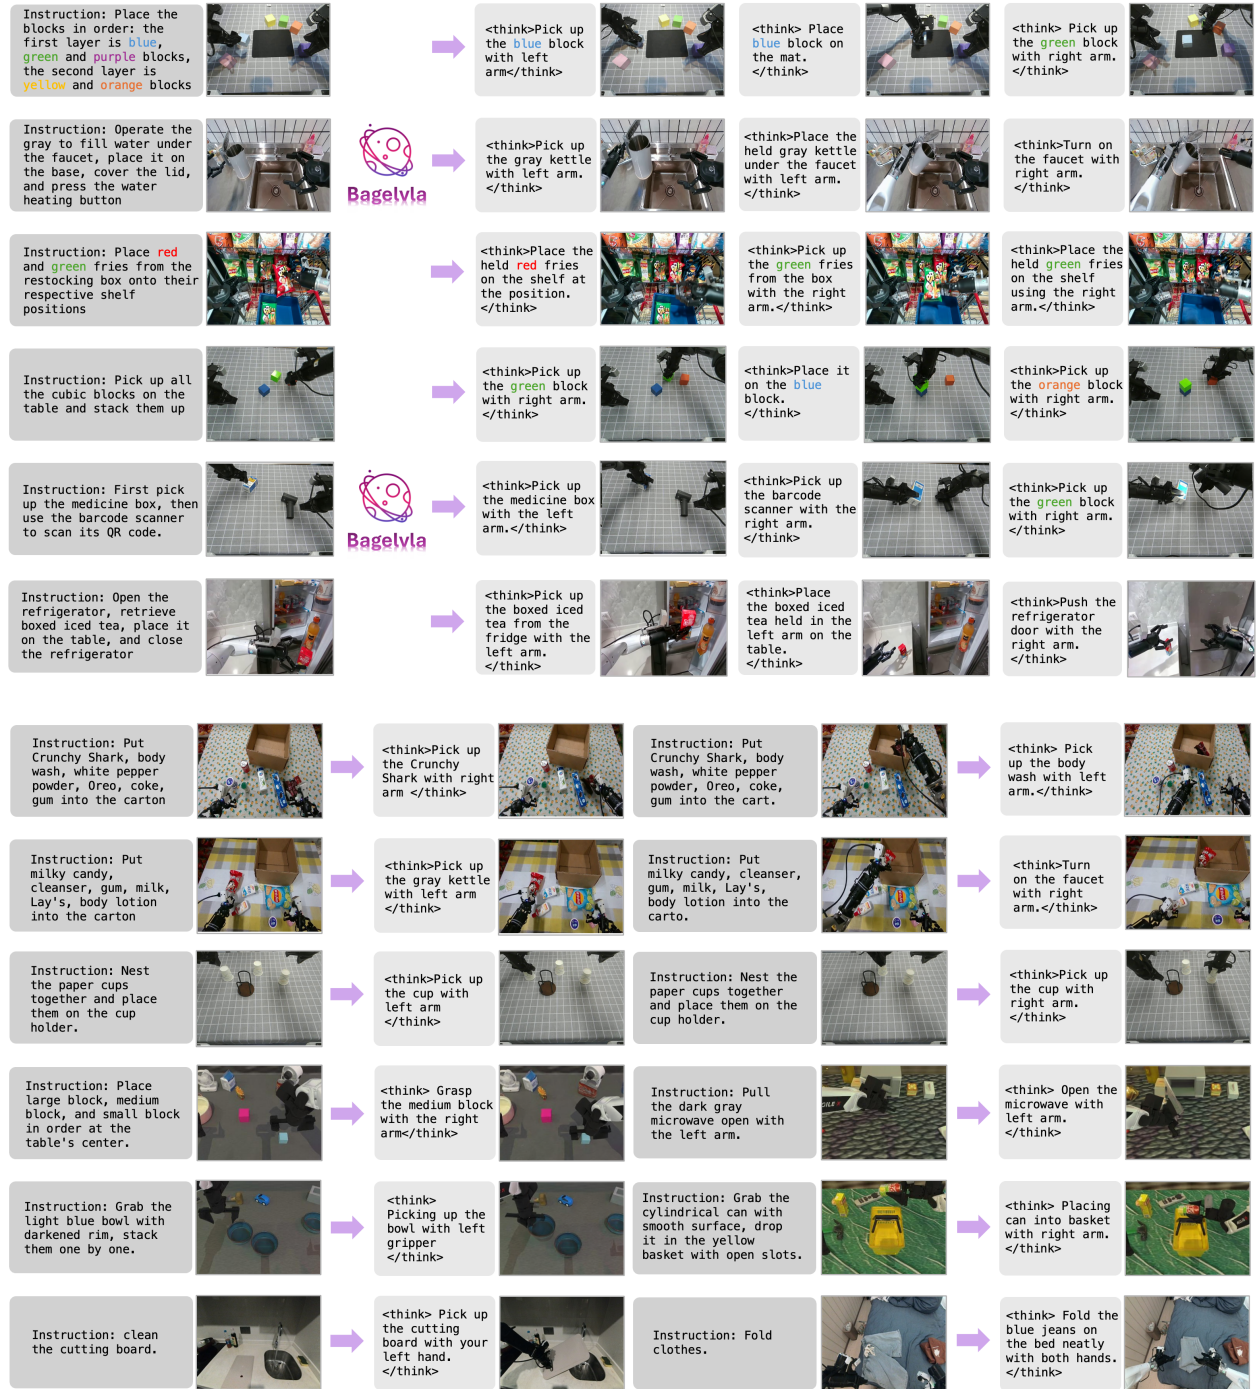 Instruction: Place the
blocks in order: the
first layer is blue,
green and purple blocks,
the second layer is
yellow and orange blocks
<think>Pick up
the blue block
with left
arm</think>
<think> Place
blue block on
the mat.
</think>
<think> Pick up
the green block
with right arm.
</think>
Instruction: Operate the
gray to fill water under
the faucet, place it on
the base, cover the lid,
and press the water
heating button
Bagelvla
<think>Pick up
the gray kettle
with left arm.
</think>
<think>Place the
held gray kettle
under the faucet
with left arm.
</think>
<think>Turn on
the faucet with
right arm.
</think>
Instruction: Place red
and green fries from the
restocking box onto their
respective shelf
positions
<think>Place the
held red fries
on the shelf at
the position.
</think>
<think>Pick up
the green fries
from the box
with the right
arm.</think>
<think>Place the
held green fries
on the shelf
using the right
arm.</think>
Instruction: Pick up all
the cubic blocks on the
table and stack them up
<think>Pick up
the green block
with right arm.
</think>
<think>Place it
on the blue
block.
</think>
<think>Pick up
the orange block
with right arm.
</think>
Instruction: First pick
up the medicine box, then
use the barcode scanner
to scan its QR code.
Bagelvla
<think>Pick up
the medicine box
with the left
arm.</think>
<think>Pick up
the barcode
scanner with the
right arm.
</think>
<think>Pick up
the green block
with right arm.
</think>
Instruction: Open the
refrigerator, retrieve
boxed iced tea, place it
on the table, and close
the refrigerator
<think>Pick up
the boxed iced
tea from the
fridge with the
left arm.
</think>
<think>Place
the boxed iced
tea held in the
left arm on the
table.
</think>
<think>Push the
refrigerator
door with the
right arm.
</think>
Instruction: Put
Crunchy Shark, body
wash, white pepper
powder, Oreo, coke,
gum into the carton
<think>Pick up
the Crunchy
Shark with right
arm </think>
Instruction: Put
Crunchy Shark, body
wash, white pepper
powder, Oreo, coke,
gum into the cart.
<think> Pick
up the body
wash with left
arm.</think>
Instruction: Put
milky candy,
cleanser, gum, milk,
Lay's, body lotion
into the carton
<think>Pick up
the gray kettle
with left arm
</think>
Instruction: Put
milky candy, cleanser,
gum, milk, Lay's,
body lotion into the
carto.
<think>Turn
on the faucet
with right
arm.</think>
Instruction: Nest
the paper cups
together and place
them on the cup
holder.
<think>Pick up
the cup with
left arm
</think>
Instruction: Nest the
paper cups together
and place them on the
cup holder.
<think>Pick up
the cup with
right arm.
</think>
Instruction: Place
large block, medium
block, and small block
in order at the
table's center.
<think> Grasp
the medium block
with the right
arm</think>
Instruction: Pull
the dark gray
microwave open with
the left arm.
<think> Open the
microwave with
left arm.
</think>
Instruction: Grab the
light blue bowl with
darkened rim, stack
them one by one.
<think>
Picking up the
bowl with left
gripper
</think>
Instruction: Grab the
cylindrical can with
smooth surface, drop
it in the yellow
basket with open slots.
<think> Placing
can into basket
with right arm.
</think>
Instruction: clean
the cutting board.
<think> Pick up
the cutting
board with your
left hand.
</think>
Instruction: Fold
clothes.
<think> Fold the
blue jeans on
the bed neatly
with both hands.
</think>